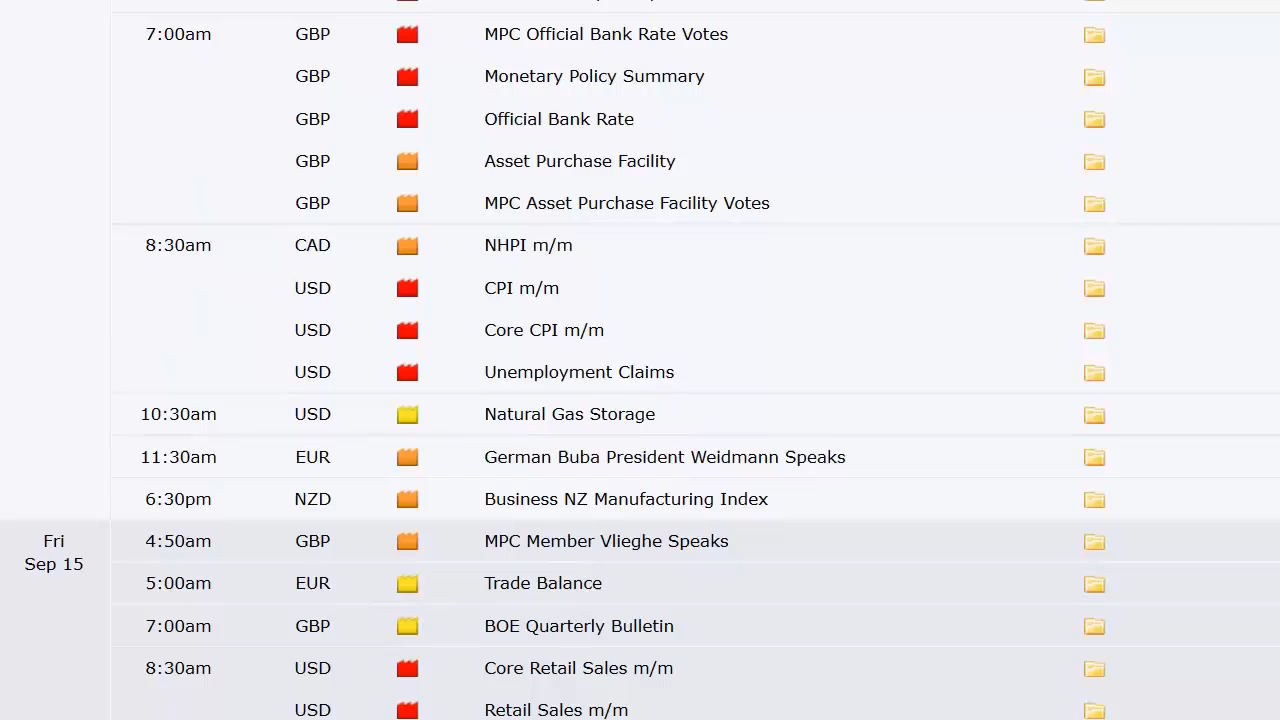 7:00am GBP MPC Official Bank Rate Votes
GBP Monetary Policy Summary
GBP Official Bank Rate
GBP Asset Purchase Facility
GBP MPC Asset Purchase Facility Votes
8:30am CAD NHPI m/m
USD CPI m/m
USD Core CPI m/m
USD Unemployment Claims
10:30am USD Natural Gas Storage
11:30am EUR German Buba President Weidmann Speaks
6:30pm NZD Business NZ Manufacturing Index
Fri 4:50am GBP MPC Member Vlieghe Speaks
Sep 15
5:00am EUR Trade Balance
7:00am GBP BOE Quarterly Bulletin
8:30am USD Core Retail Sales m/m
USD Retail Sales m/m